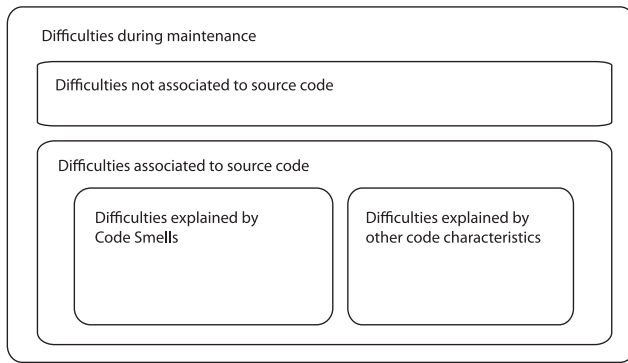 Difficulties during maintenance
Difficulties not associated to source code
Difficulties associated to source code
Difficulties explained by
Code Smells
Difficulties explained by
other code characteristics